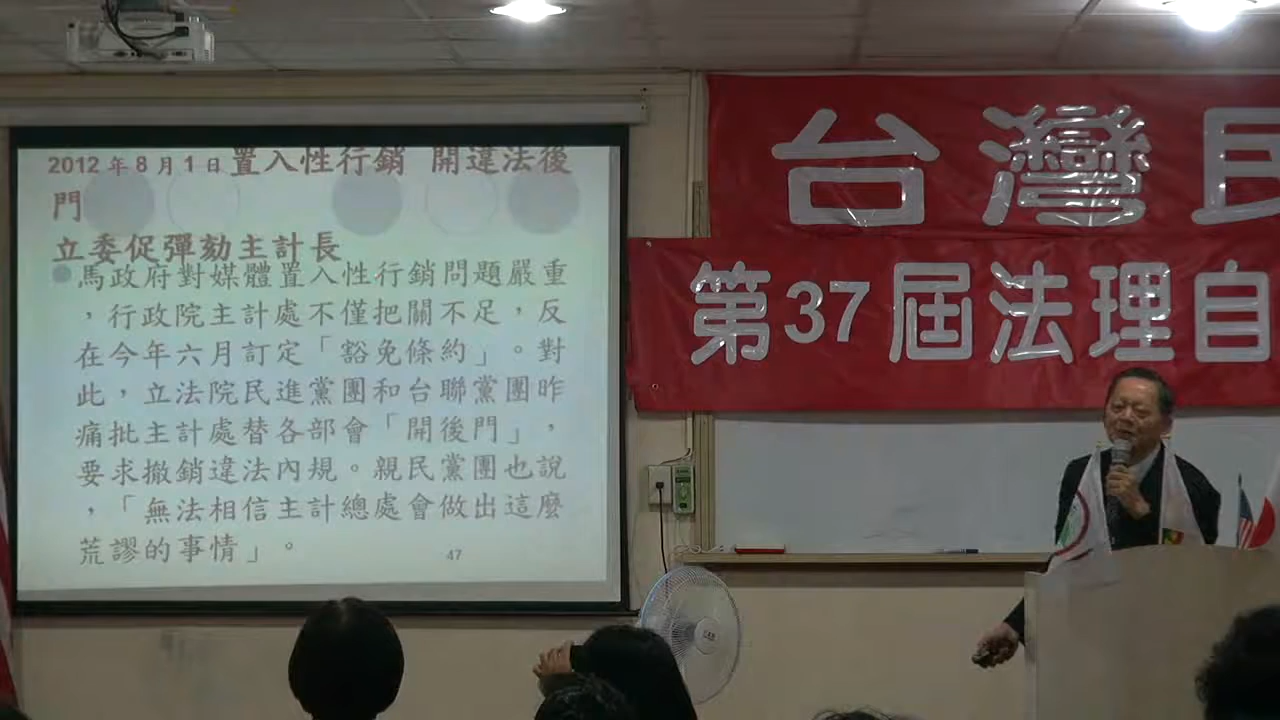 2012 年 8 月 1 日 置入性行銷 開違法後
門
立委促彈劾主計長
馬政府對媒體置入性行銷問題嚴重
，行政院主計處不僅把關不足，反
在今年六月訂定「豁免條約」。對
此，立法院民進黨團和台聯黨團昨
痛批主計處替各部會「開後門」，
要求撤銷違法內規。親民黨團也說
，「無法相信主計總處會做出這麼
荒謬的事情」。
47
台灣民
第37屆法理自